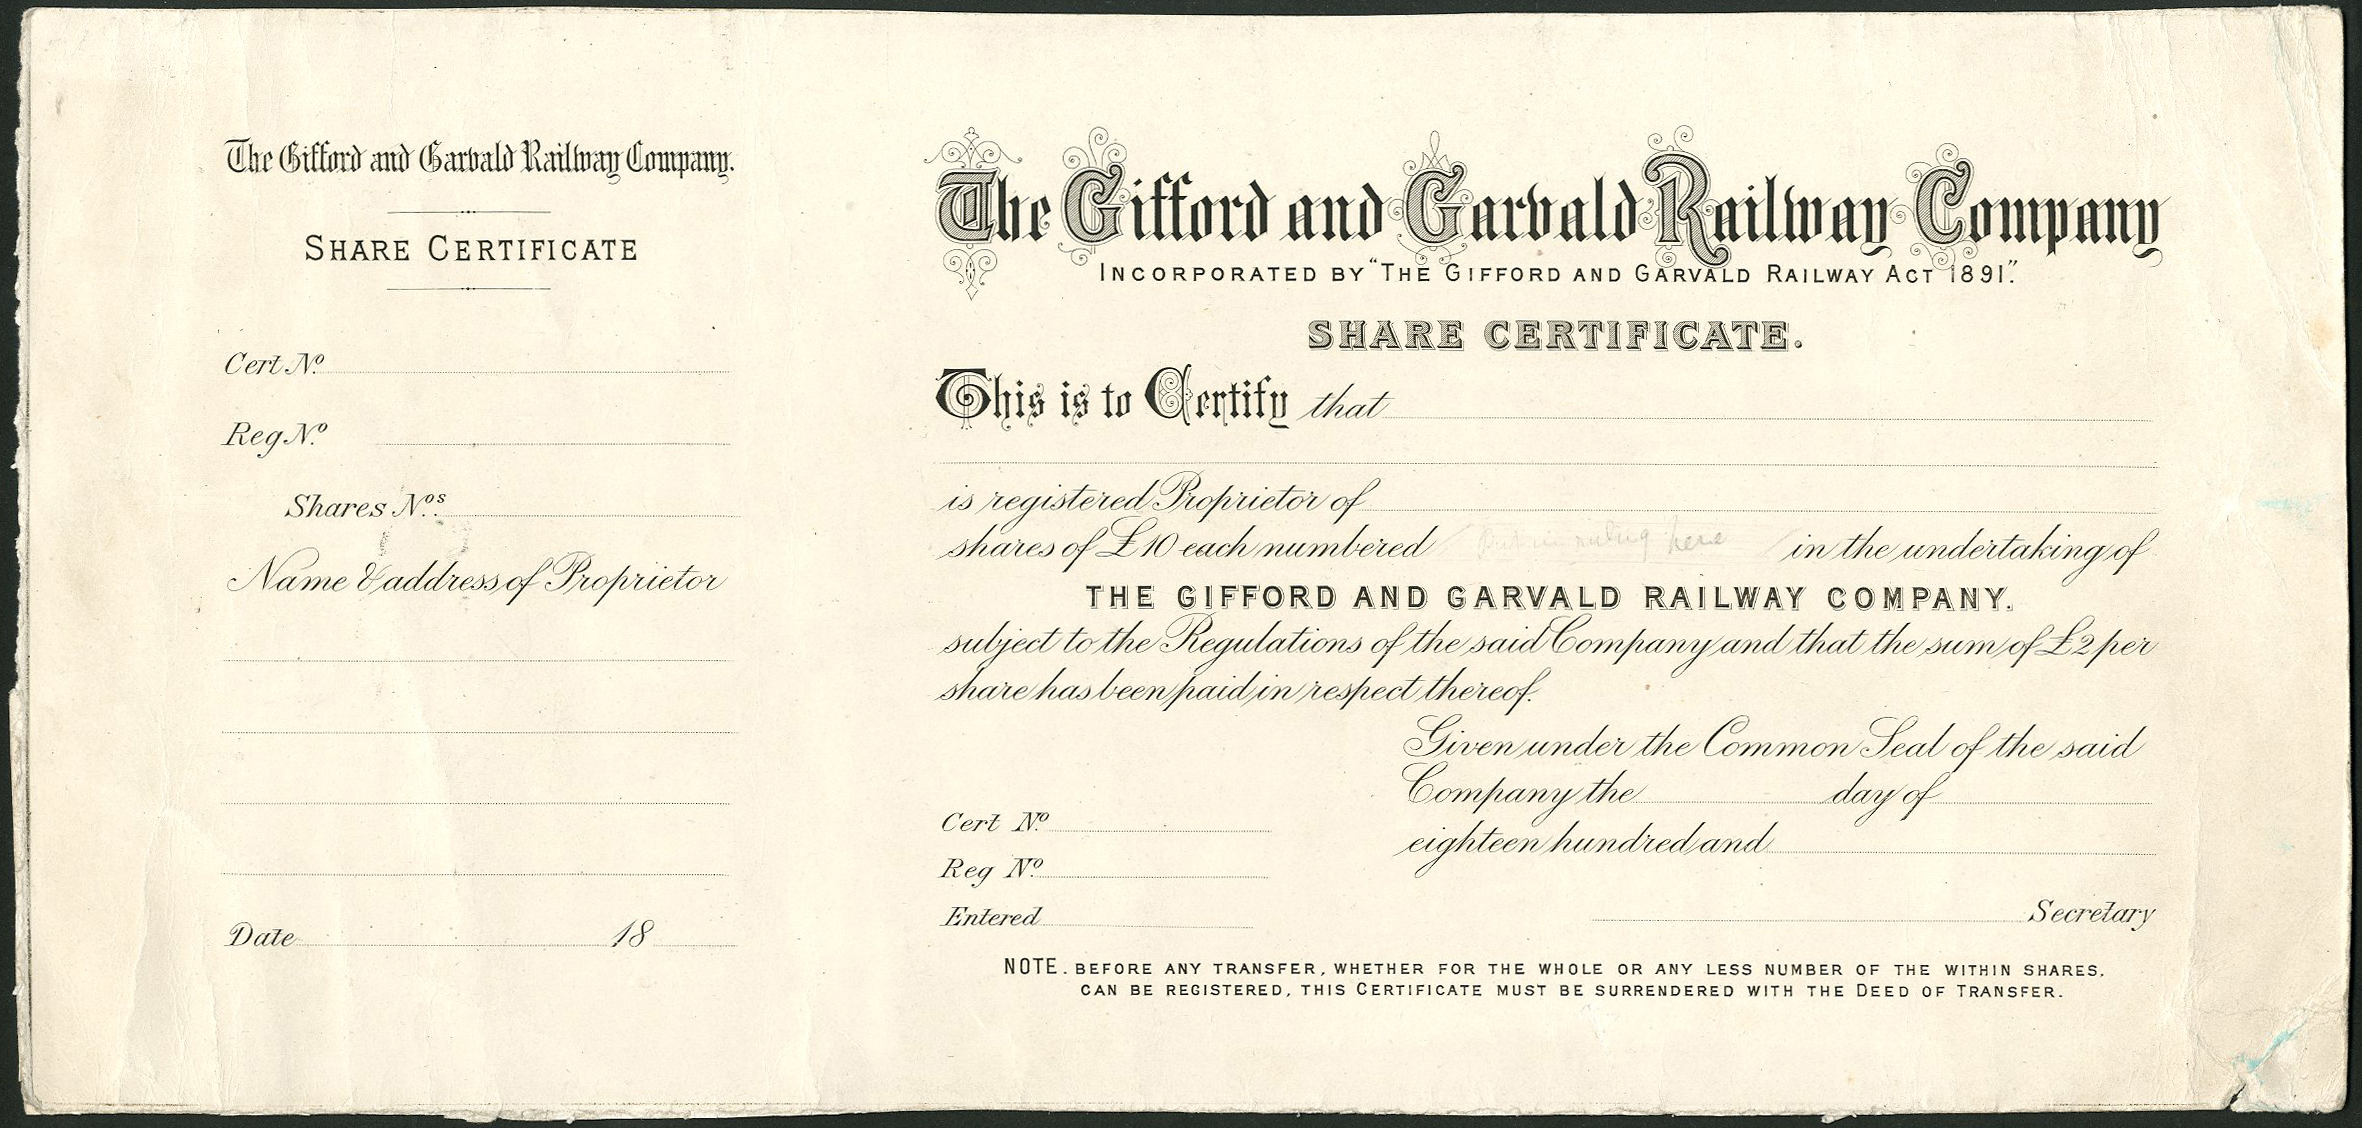 The Gifford and Garvald Railway Company.
SHARE CERTIFICATE
Cert. No.
Reg No.
Shares Nos.
Name & address of Proprietor
Date 18
The Gifford and Garvald Railway Company
INCORPORATED BY "THE GIFFORD AND GARVALD RAILWAY ACT 1891".
SHARE CERTIFICATE.
This is to Certify that
is registered Proprietor of
shares of £10 each numbered Put in ruling here in the undertaking of
THE GIFFORD AND GARVALD RAILWAY COMPANY.
subject to the Regulations of the said Company and that the sum of £2 per
share has been paid in respect thereof.
Given under the Common Seal of the said
Company the day of
eighteen hundred and
Cert No.
Reg No.
Entered
Secretary
NOTE. BEFORE ANY TRANSFER, WHETHER FOR THE WHOLE OR ANY LESS NUMBER OF THE WITHIN SHARES,
CAN BE REGISTERED, THIS CERTIFICATE MUST BE SURRENDERED WITH THE DEED OF TRANSFER.